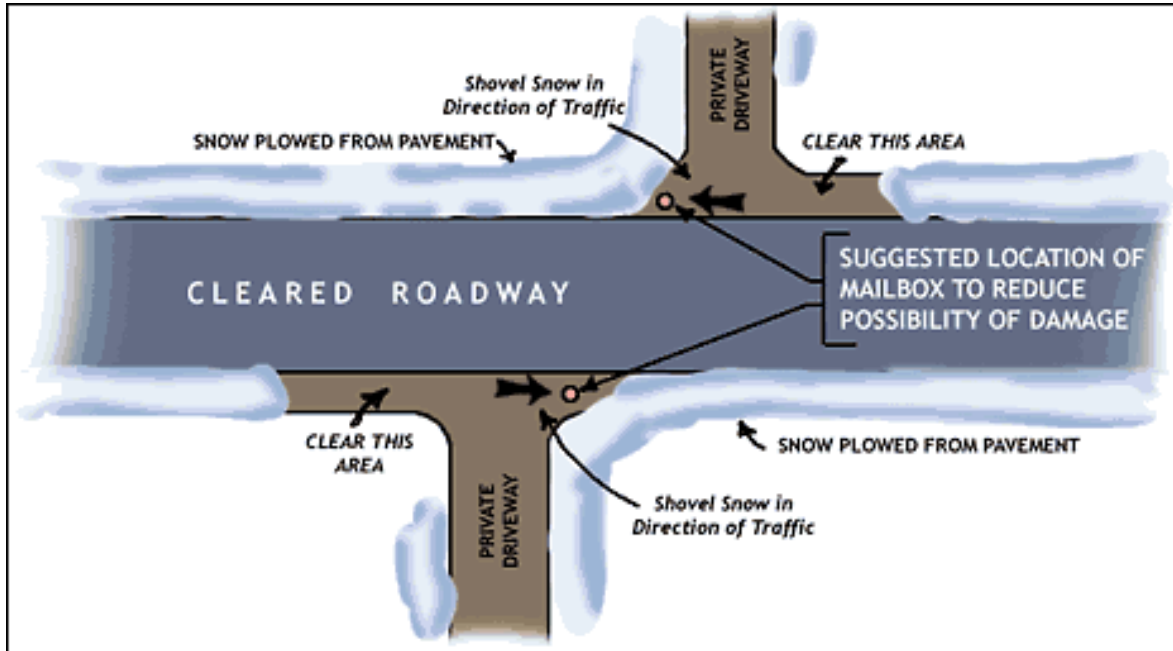 PRIVATE
DRIVEWAY
Shovel Snow in
Direction of Traffic
SNOW PLOWED FROM PAVEMENT
CLEAR THIS AREA
CLEARED ROADWAY
SUGGESTED LOCATION OF
MAILBOX TO REDUCE
POSSIBILITY OF DAMAGE
CLEAR THIS
AREA
SNOW PLOWED FROM PAVEMENT
Shovel Snow in
Direction of Traffic
PRIVATE
DRIVEWAY